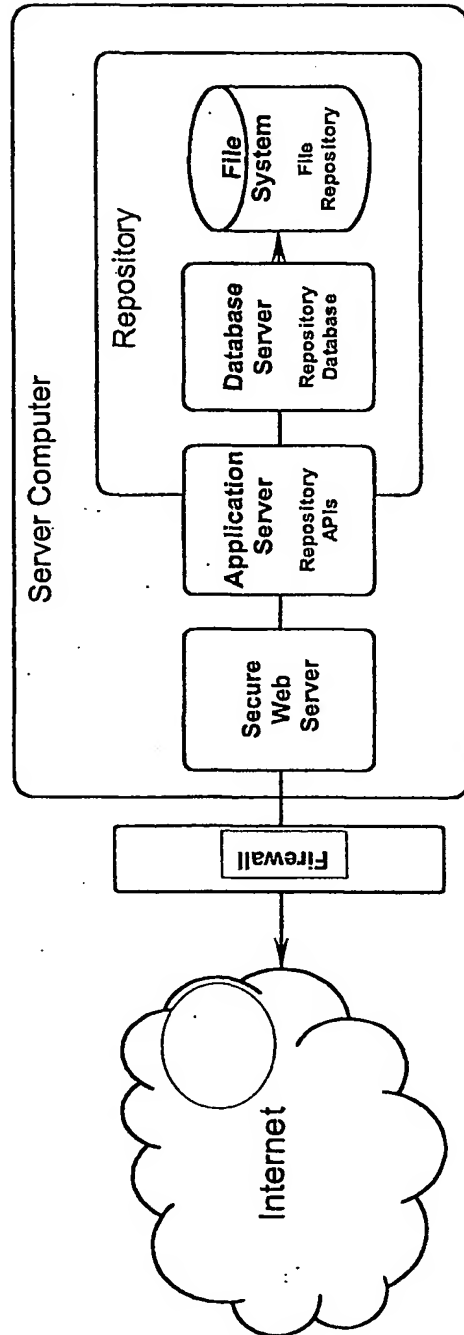 Server Computer
Repository
File
System
File
Repository
Database
Server
Repository
Database
Application
Server
Repository
APIs
Secure
Web
Server
Firewall
Internet